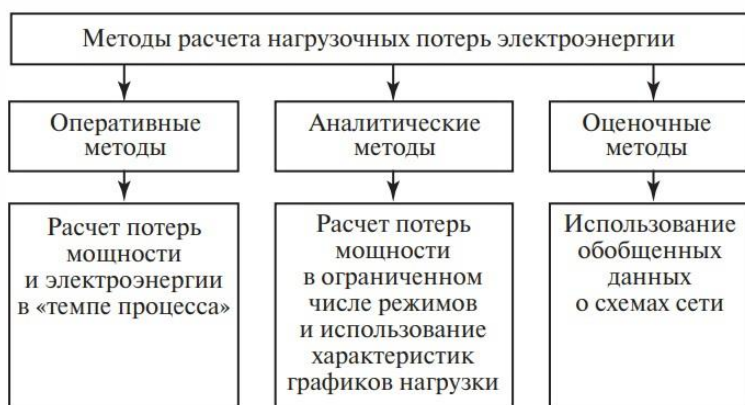 Методы расчета нагрузочных потерь электроэнергии
Оперативные
методы
Аналитические
методы
Оценочные
методы
Расчет потерь
мощности
и электроэнергии
в «темпе процесса»
Расчет потерь
мощности
в ограниченном
числе режимов
и использование
характеристик
графиков нагрузки
Использование
обобщенных
данных
о схемах сети